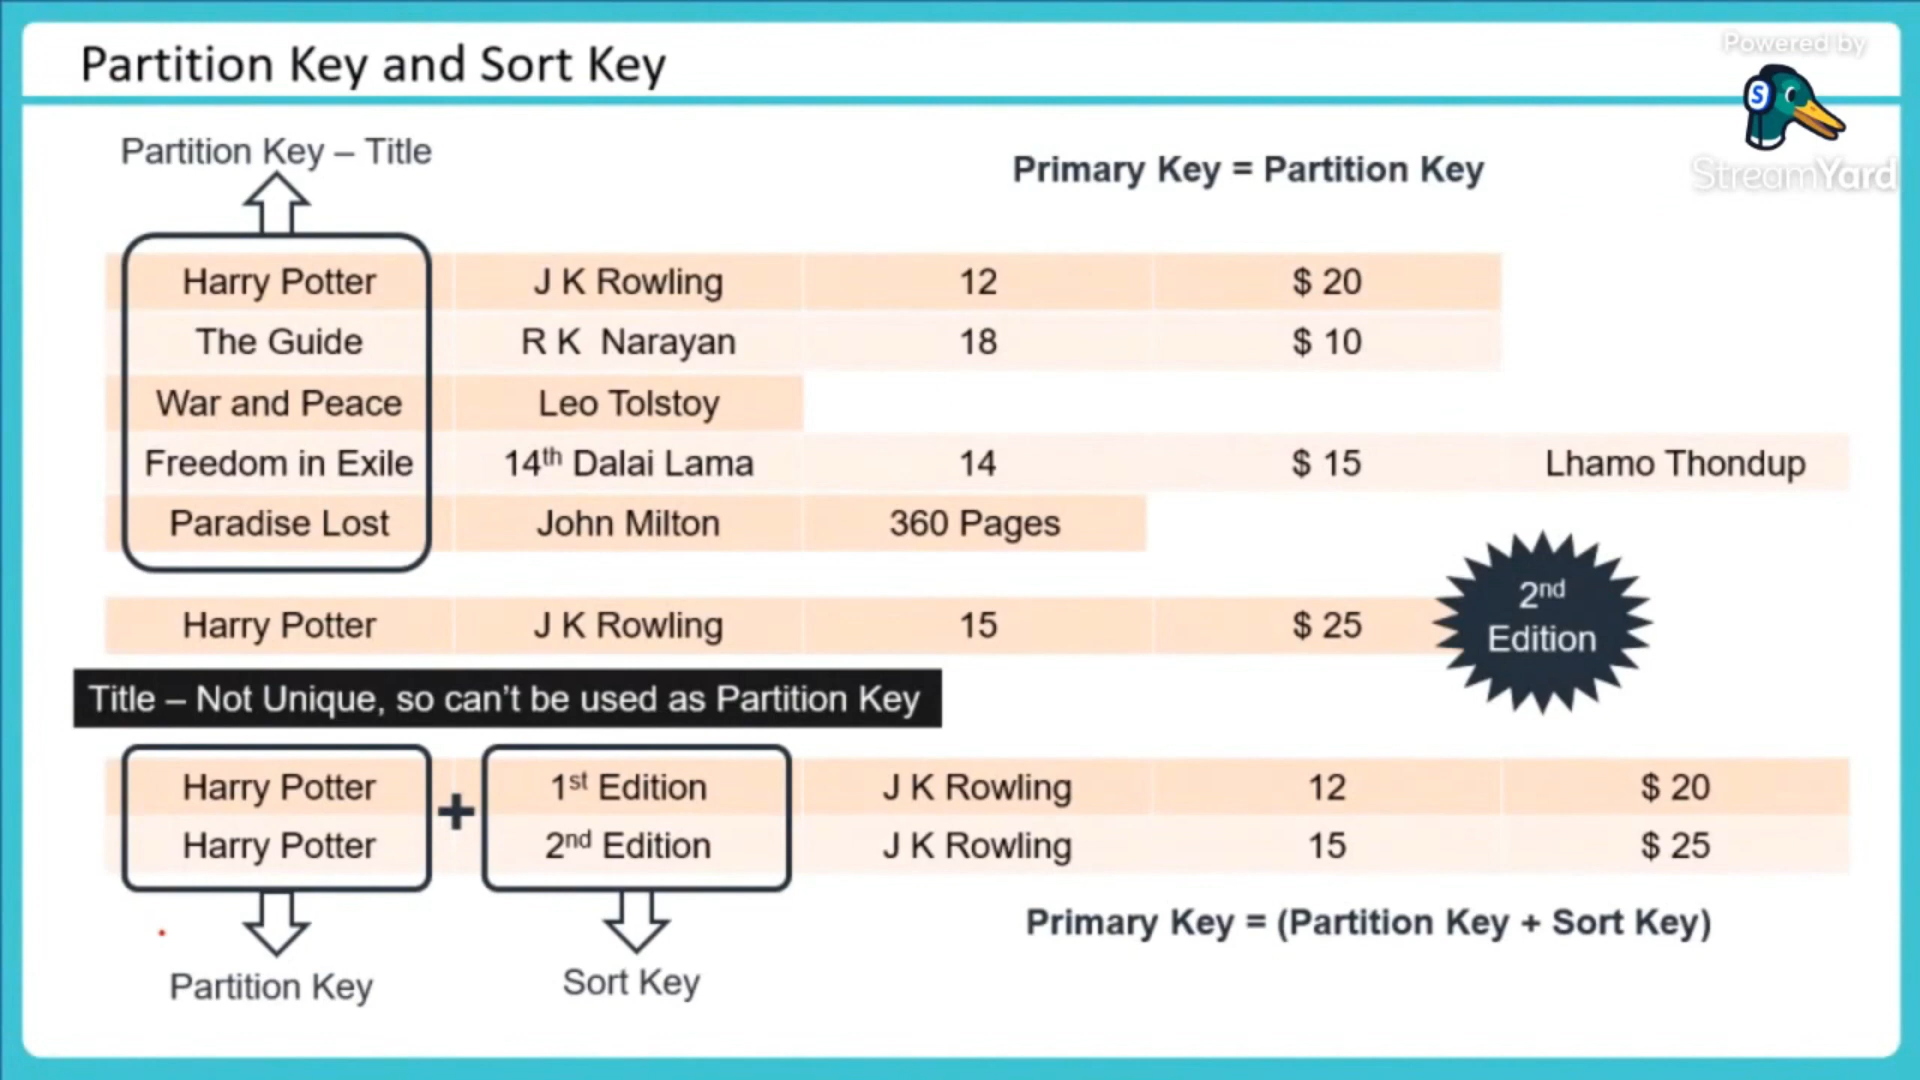 Partition Key and Sort Key
Powered by
S
StreamYard
Partition Key – Title
Primary Key = Partition Key
Harry Potter J K Rowling 12 $ 20
The Guide R K Narayan 18 $ 10
War and Peace Leo Tolstoy
Freedom in Exile 14th Dalai Lama 14 $ 15 Lhamo Thondup
Paradise Lost John Milton 360 Pages
Harry Potter J K Rowling 15 $ 25
2nd
Edition
Title – Not Unique, so can't be used as Partition Key
Harry Potter + 1st Edition J K Rowling 12 $ 20
Harry Potter 2nd Edition J K Rowling 15 $ 25
Primary Key = (Partition Key + Sort Key)
Partition Key Sort Key